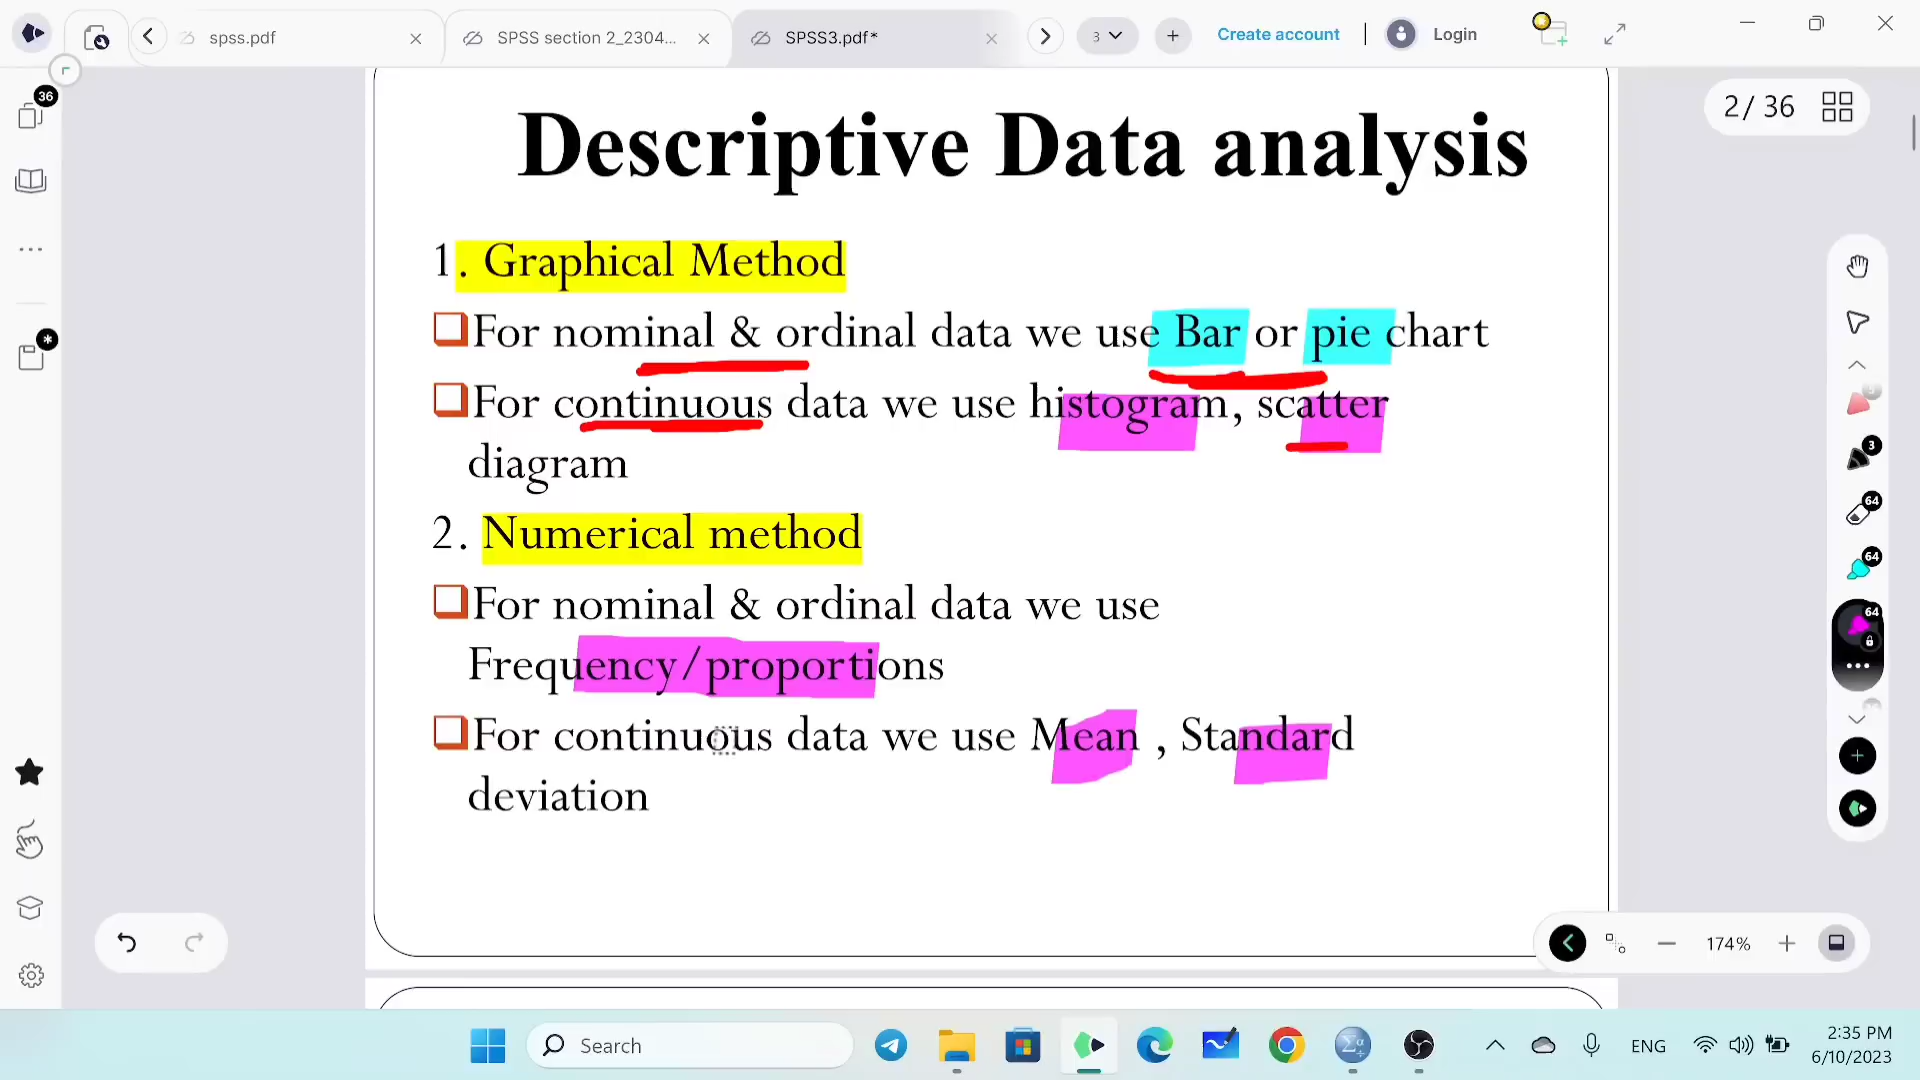 spss.pdf
SPSS section 2_2304...
SPSS3.pdf*
3
Create account
Login
36
2/ 36
Descriptive Data analysis
1. Graphical Method
For nominal & ordinal data we use Bar or pie chart
For continuous data we use histogram, scatter
diagram
2. Numerical method
For nominal & ordinal data we use
Frequency/proportions
For continuous data we use Mean , Standard
deviation
3
64
64
64
174%
Search
ENG
2:35 PM
6/10/2023